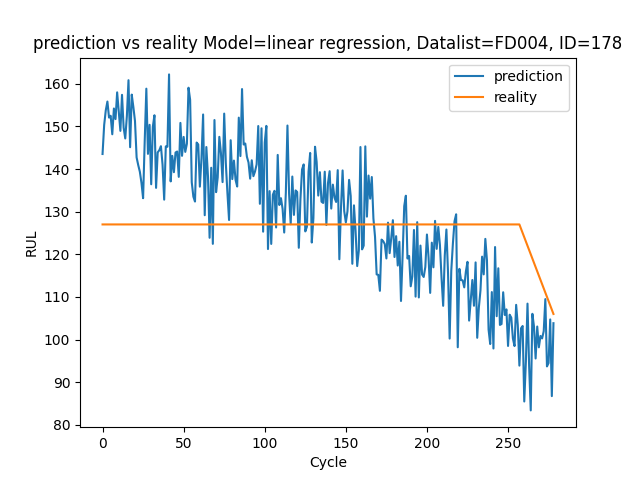 prediction vs reality Model=linear regression, Datalist=FD004, ID=178
prediction
reality
RUL
160
150
140
130
120
110
100
90
80
0 50 100 150 200 250
Cycle